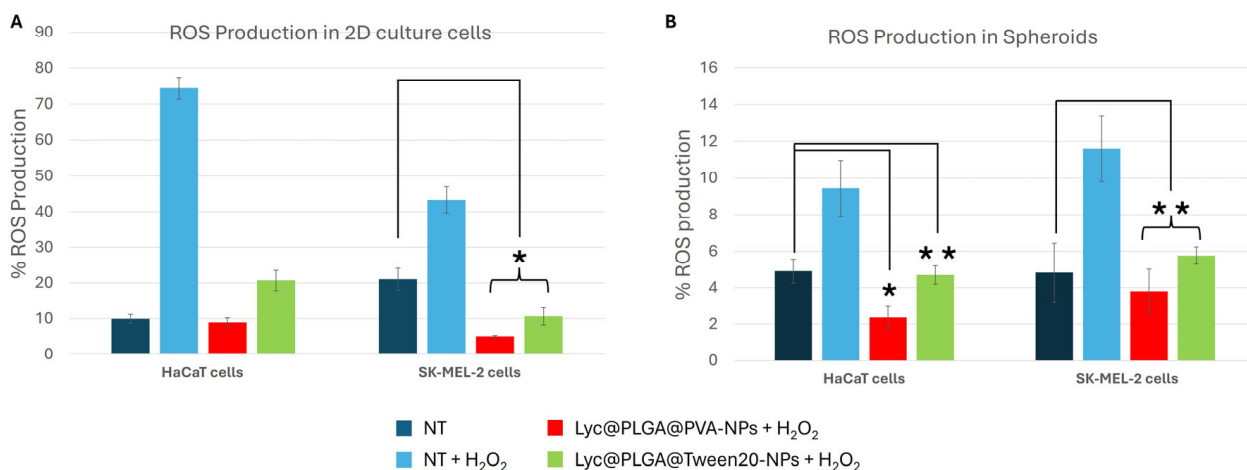 A
ROS Production in 2D culture cells
% ROS Production
90
80
70
60
50
40
30
20
10
0
*
HaCaT cells
SK-MEL-2 cells
B
ROS Production in Spheroids
% ROS production
16
14
12
10
8
6
4
2
0
*
* *
* *
HaCaT cells
SK-MEL-2 cells
NT
Lyc@PLGA@PVA-NPs + H₂O₂
NT + H₂O₂
Lyc@PLGA@Tween20-NPs + H₂O₂